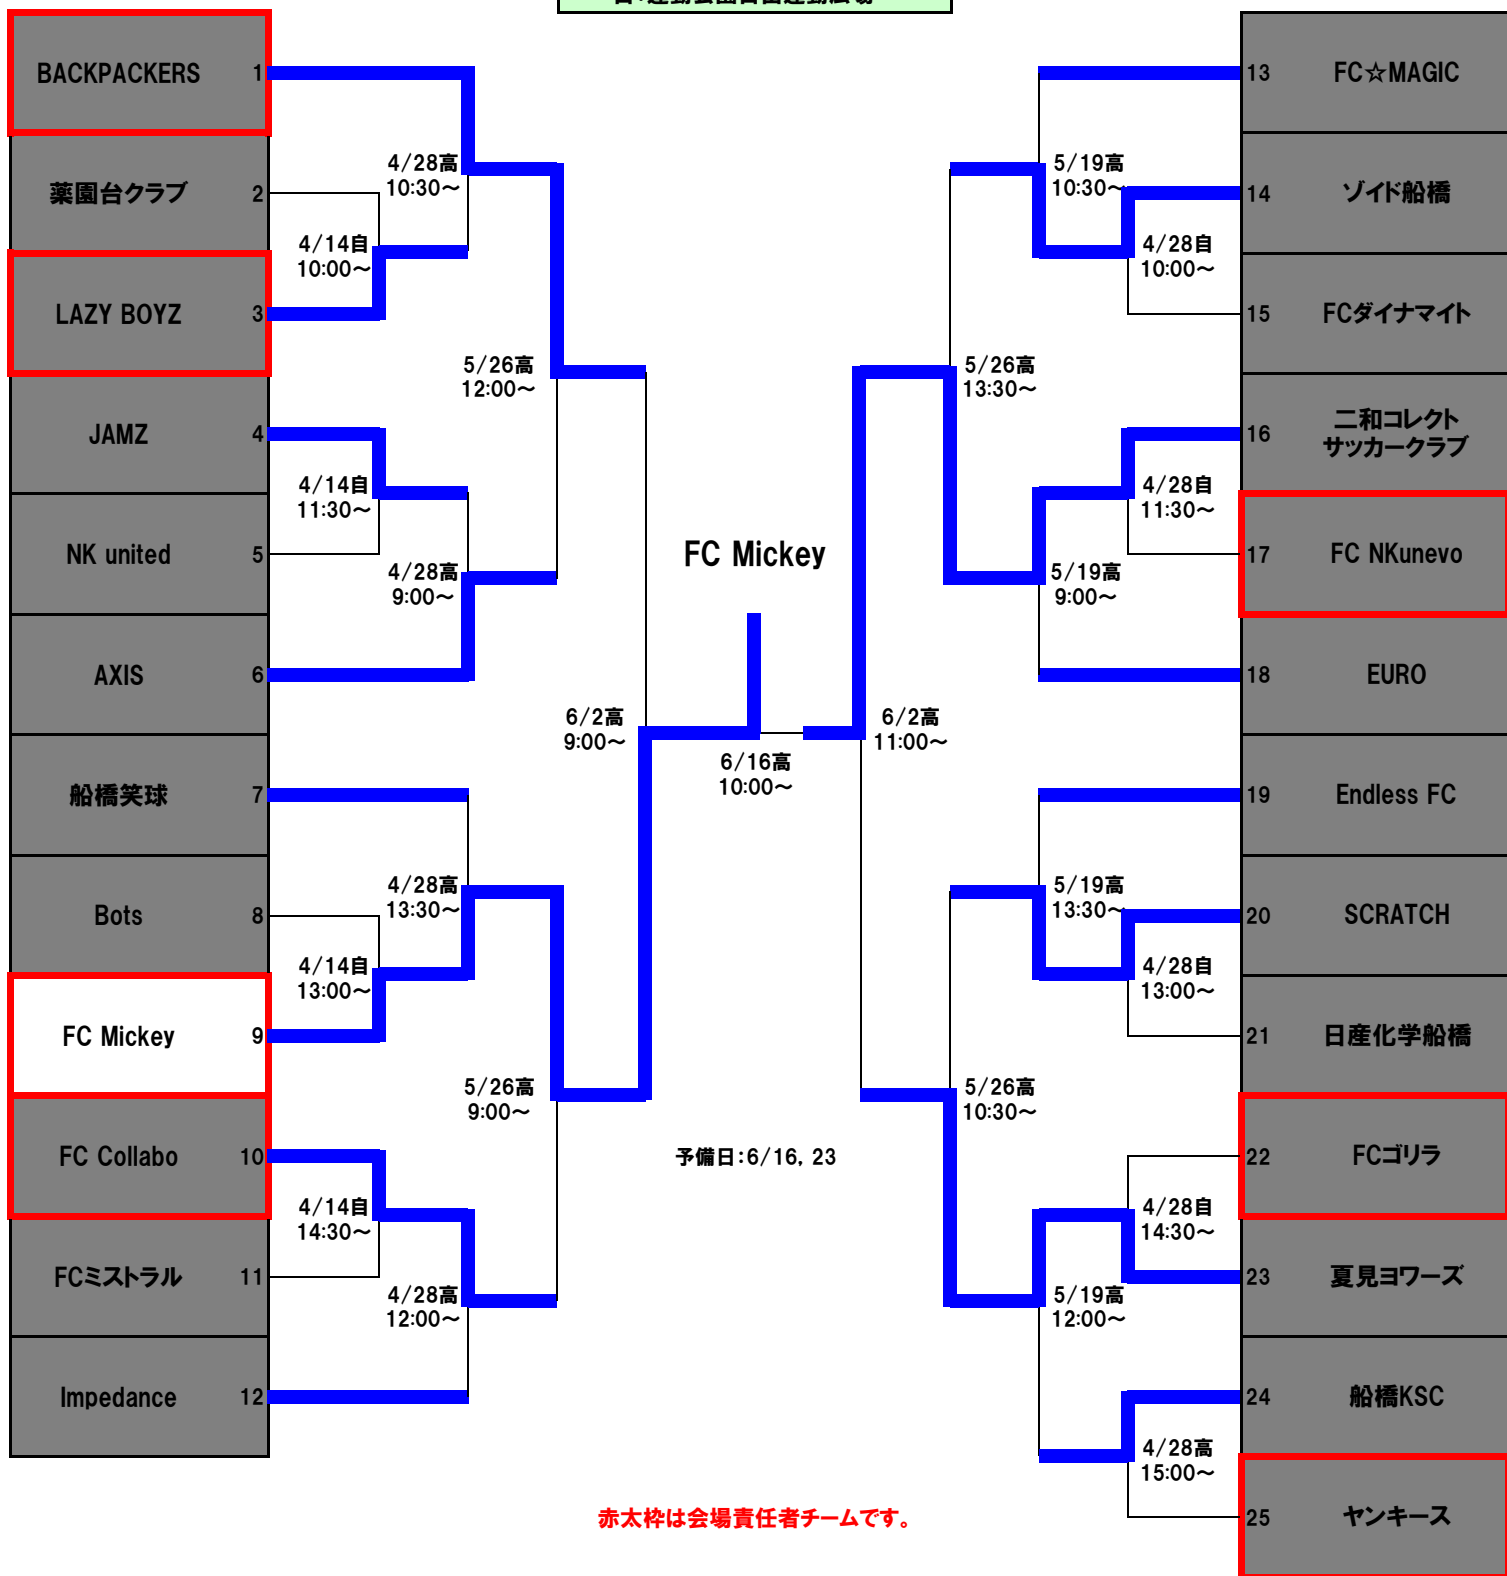 自:運動公園自由運動広場
BACKPACKERS 1
薬園台クラブ 2
LAZY BOYZ 3
JAMZ 4
NK united 5
AXIS 6
船橋笑球 7
Bots 8
FC Mickey 9
FC Collabo 10
FCミストラル 11
Impedance 12
4/14自
10:00～
4/14自
11:30～
4/14自
13:00～
4/14自
14:30～
4/28高
10:30～
4/28高
9:00～
4/28高
13:30～
4/28高
12:00～
5/26高
12:00～
5/26高
9:00～
6/2高
9:00～
FC Mickey
6/16高
10:00～
予備日:6/16, 23
6/2高
11:00～
5/26高
13:30～
5/26高
10:30～
5/19高
10:30～
5/19高
9:00～
5/19高
13:30～
5/19高
12:00～
4/28自
10:00～
4/28自
11:30～
4/28自
13:00～
4/28自
14:30～
4/28高
15:00～
13 FC☆MAGIC
14 ゾイド船橋
15 FCダイナマイト
16 二和コレクト
サッカークラブ
17 FC NKunevo
18 EURO
19 Endless FC
20 SCRATCH
21 日産化学船橋
22 FCゴリラ
23 夏見ヨワーズ
24 船橋KSC
25 ヤンキース
赤太枠は会場責任者チームです。